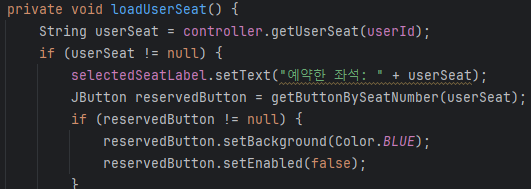 private void loadUserSeat() {
String userSeat = controller.getUserSeat(userId);
if (userSeat != null) {
selectedSeatLabel.setText("예약한 좌석: " + userSeat);
JButton reservedButton = getButtonBySeatNumber(userSeat);
if (reservedButton != null) {
reservedButton.setBackground(Color.BLUE);
reservedButton.setEnabled(false);
}